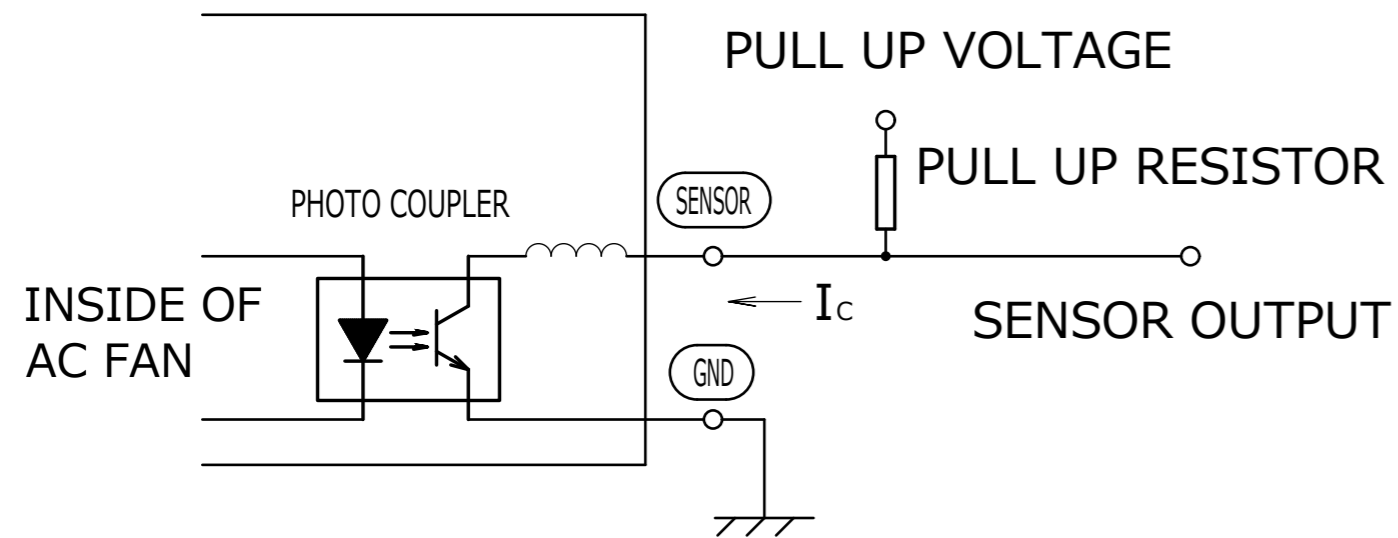 PULL UP VOLTAGE
PULL UP RESISTOR
PHOTO COUPLER
SENSOR
INSIDE OF
AC FAN
Ic
SENSOR OUTPUT
GND